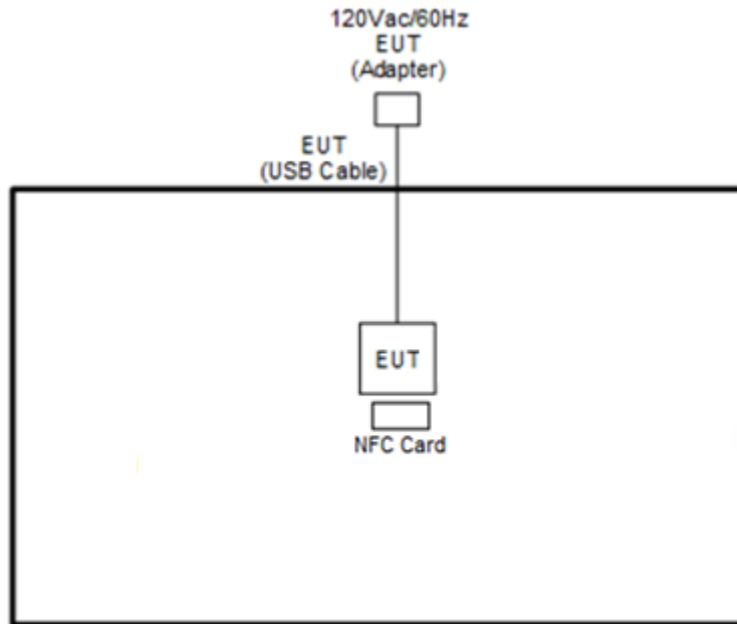 120Vac/60Hz
EUT
(Adapter)
EUT
(USB Cable)
EUT
NFC Card